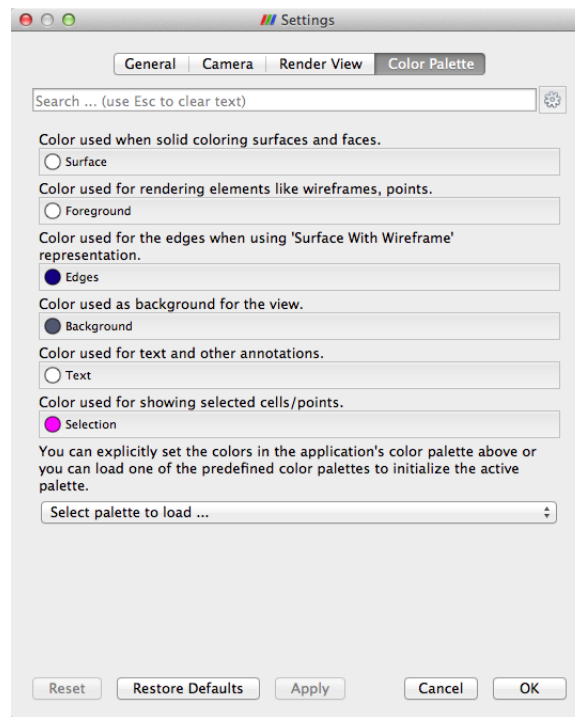 Settings
General Camera Render View Color Palette
Search ... (use Esc to clear text)
Color used when solid coloring surfaces and faces.
Surface
Color used for rendering elements like wireframes, points.
Foreground
Color used for the edges when using 'Surface With Wireframe'
representation.
Edges
Color used as background for the view.
Background
Color used for text and other annotations.
Text
Color used for showing selected cells/points.
Selection
You can explicitly set the colors in the application's color palette above or
you can load one of the predefined color palettes to initialize the active
palette.
Select palette to load ...
Reset Restore Defaults Apply Cancel OK